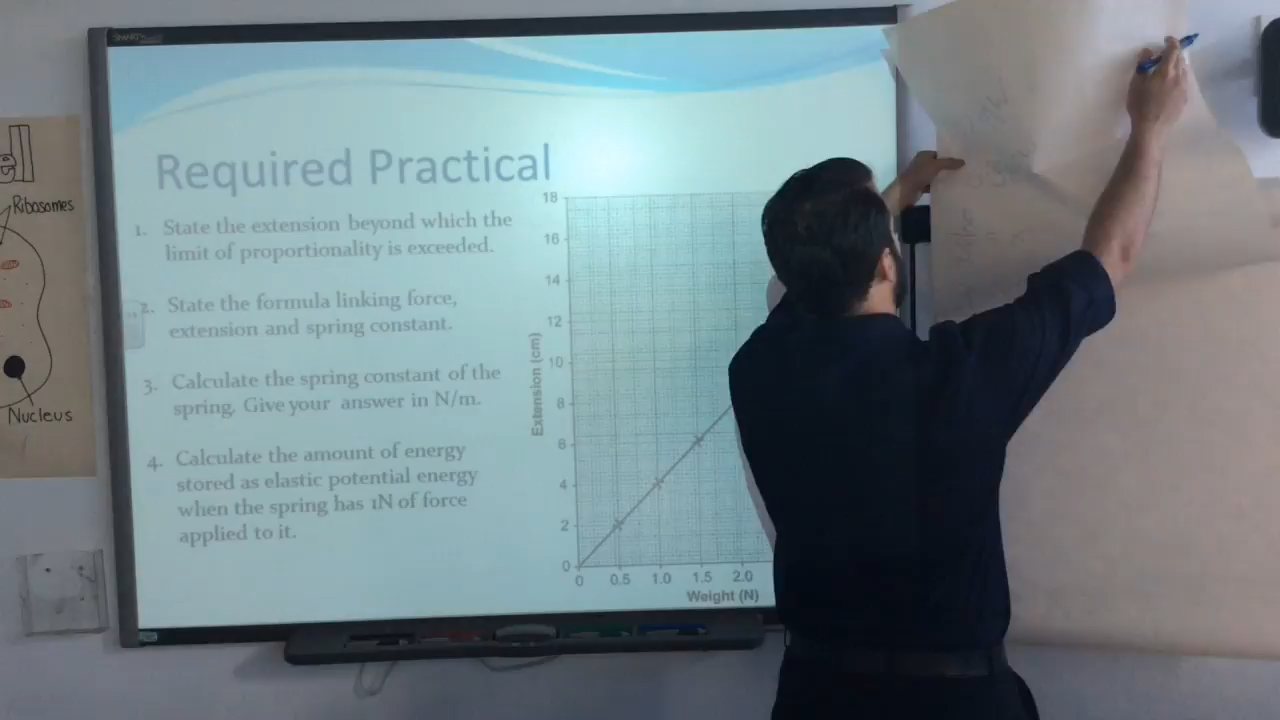 SMART
ell
Ribosomes
Nucleus
Required Practical
1. State the extension beyond which the
limit of proportionality is exceeded.
2. State the formula linking force,
extension and spring constant.
3. Calculate the spring constant of the
spring. Give your answer in N/m.
4. Calculate the amount of energy
stored as elastic potential energy
when the spring has 1N of force
applied to it.
Extension (cm)
18
16
14
12
10
8
6
4
2
0
0 0.5 1.0 1.5 2.0
Weight (N)